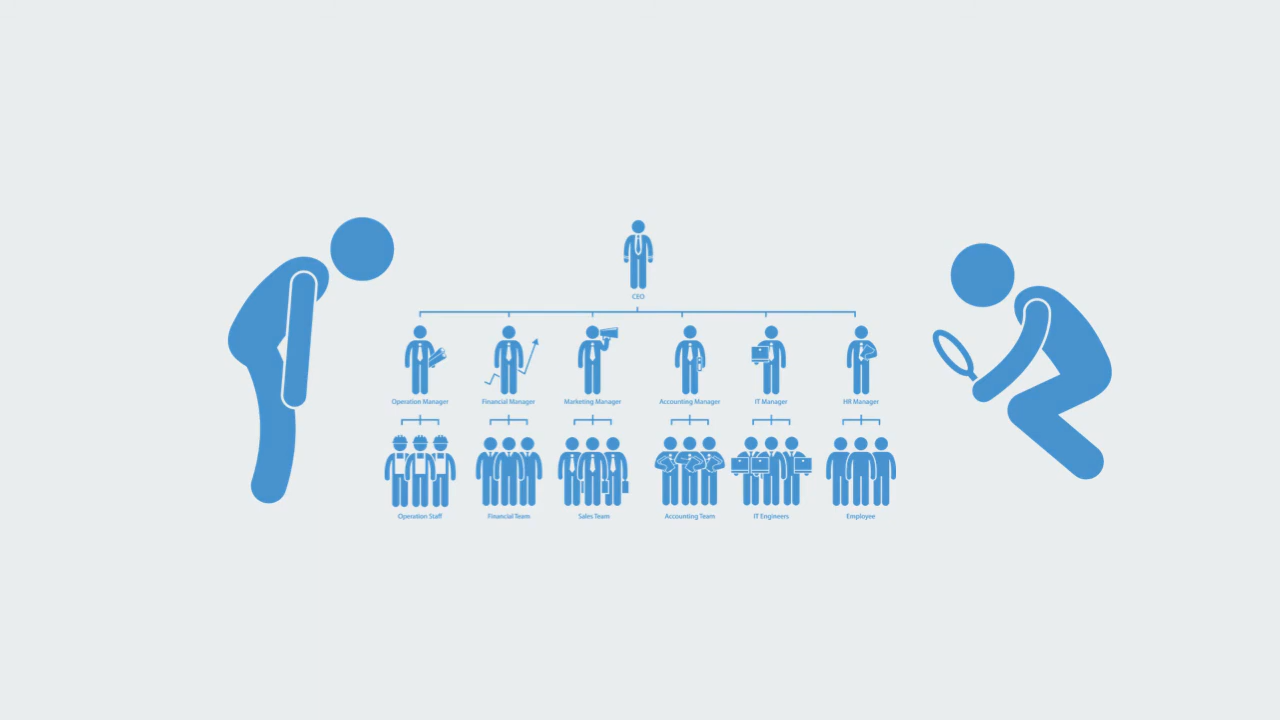 CEO
Operation Manager
Financial Manager
Marketing Manager
Accounting Manager
IT Manager
HR Manager
Operation Staff
Financial Team
Sales Team
Accounting Team
IT Engineers
Employee